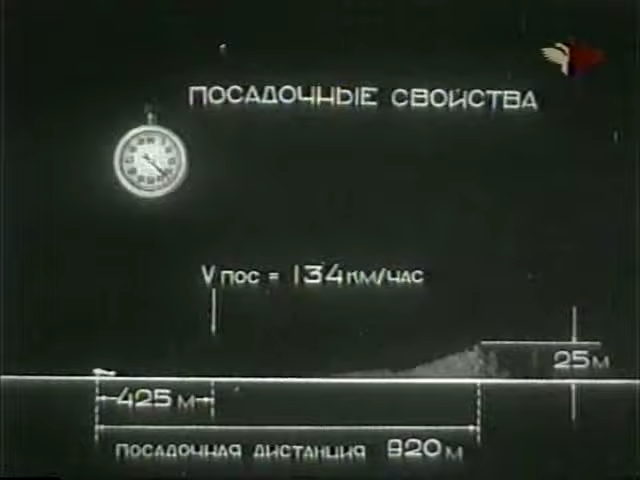 ПОСАДОЧНЫЕ СВОЙСТВА
V ПОС = 134 КМ/ЧАС
25 М
425 М
ПОСАДОЧНАЯ ДИСТАНЦИЯ 920 М